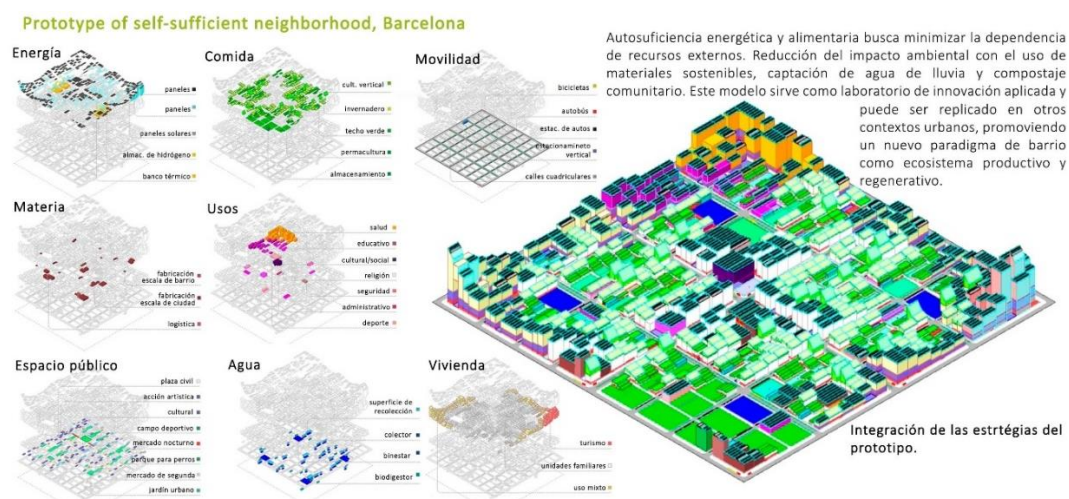 Prototype of self-sufficient neighborhood, Barcelona
Energía
paneles
paneles
paneles solares
almac. de hidrógeno
banco térmico
Comida
cult. vertical
invernadero
techo verde
permacultura
almacenamiento
Movilidad
bicicletas
autobús
estac. de autos
estacionamineto
vertical
calles cuadriculares
Autosuficiencia energética y alimentaria busca minimizar la dependencia
de recursos externos. Reducción del impacto ambiental con el uso de
materiales sostenibles, captación de agua de lluvia y compostaje
comunitario. Este modelo sirve como laboratorio de innovación aplicada y
puede ser replicado en otros
contextos urbanos, promoviendo
un nuevo paradigma de barrio
como ecosistema productivo y
regenerativo.
Materia
fabricación
escala de barrio
fabricación
escala de ciudad
logística
Usos
salud
educativo
cultural/social
religión
seguridad
administrativo
deporte
Espacio público
plaza civil
acción artística
cultural
campo deportivo
mercado nocturno
parque para perros
mercado de segunda
jardín urbano
Agua
superficie de
recolección
colector
binestar
biodigestor
Vivienda
turismo
unidades familiares
uso mixto
Integración de las estrtégias del
prototipo.